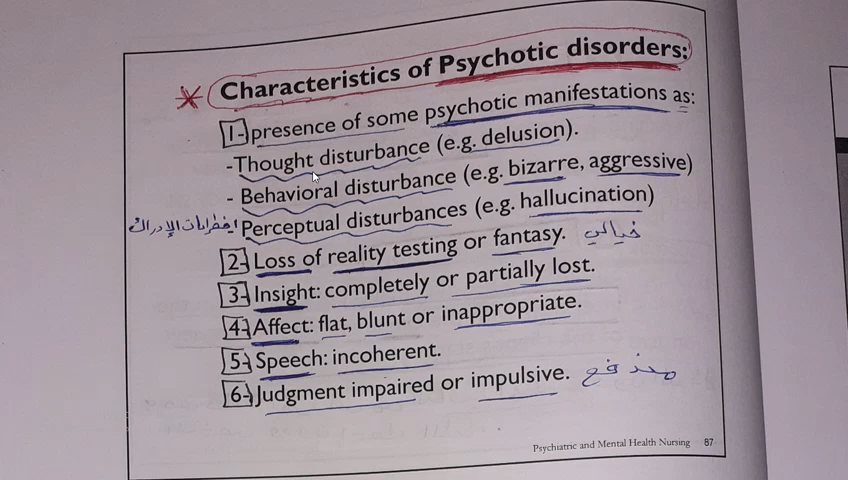 Characteristics of Psychotic disorders:
1- presence of some psychotic manifestations as:
-Thought disturbance (e.g. delusion).
- Behavioral disturbance (e.g. bizarre, aggressive)
اضطرابات الإدراك Perceptual disturbances (e.g. hallucination)
2- Loss of reality testing or fantasy. خيالي
3- Insight: completely or partially lost.
4- Affect: flat, blunt or inappropriate.
5- Speech: incoherent.
6- Judgment impaired or impulsive. مندفع
Psychiatric and Mental Health Nursing 87